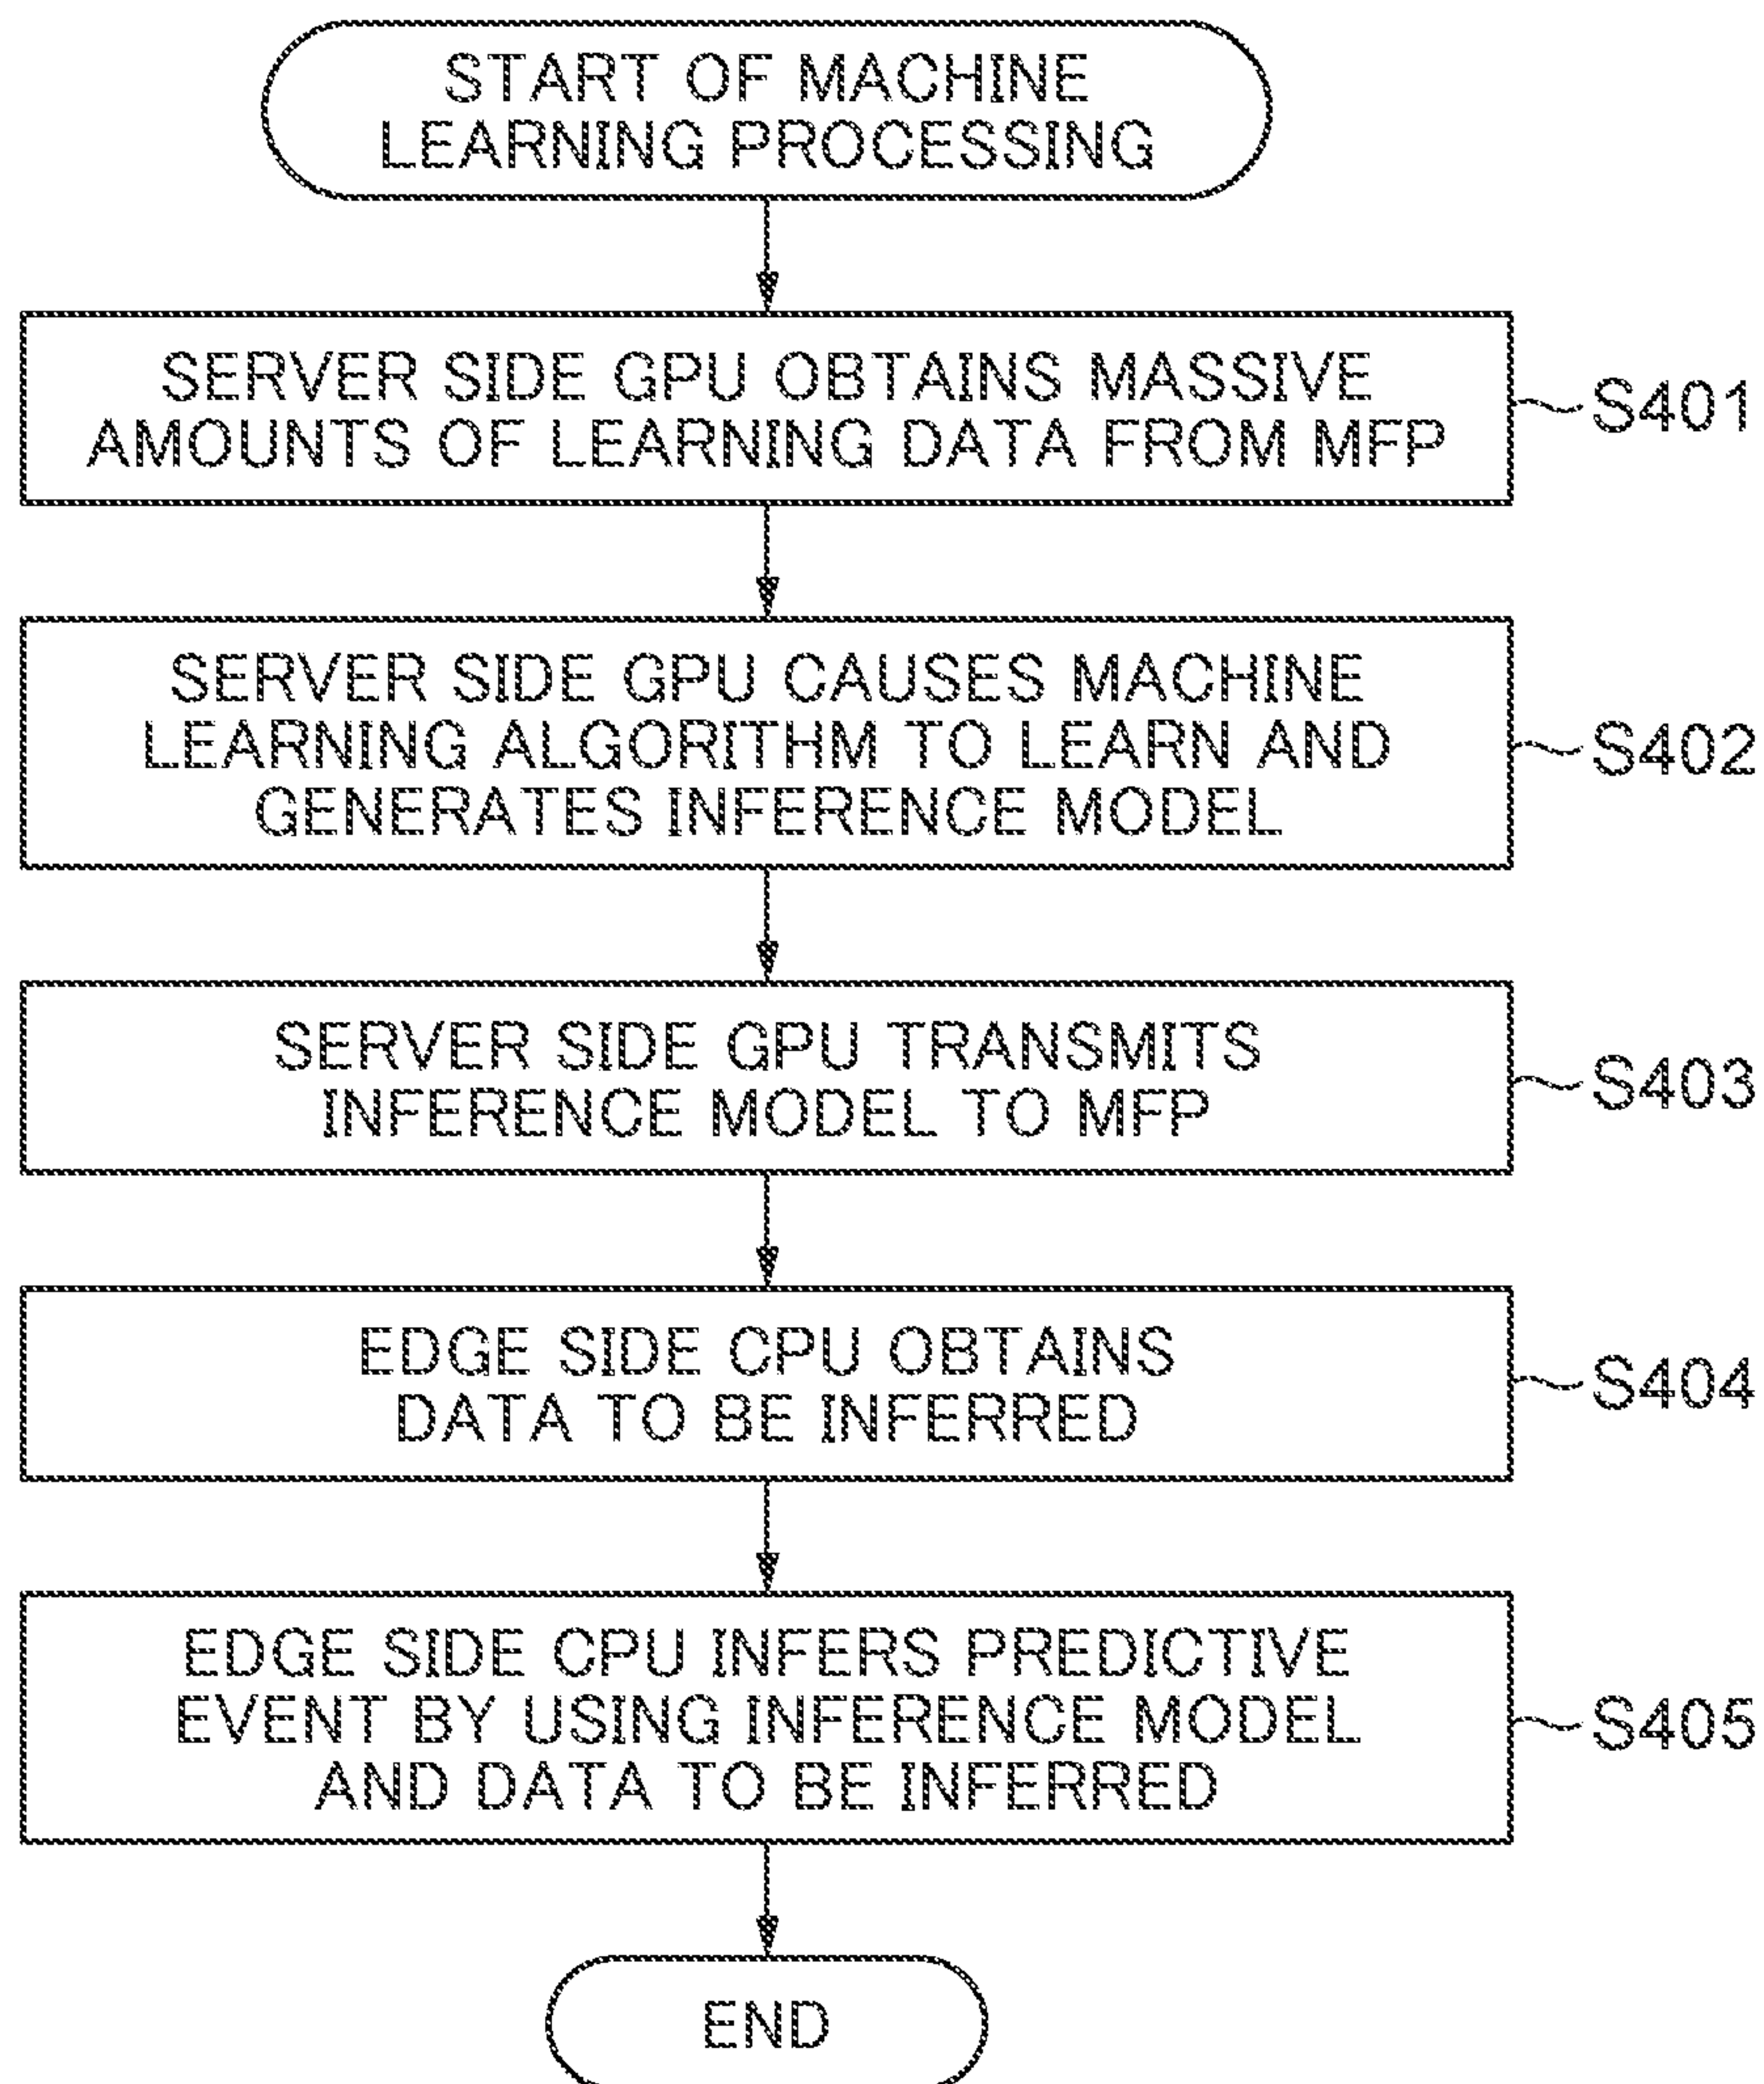 START OF MACHINE
LEARNING PROCESSING
SERVER SIDE GPU OBTAINS MASSIVE
AMOUNTS OF LEARNING DATA FROM MFP
S401
SERVER SIDE GPU CAUSES MACHINE
LEARNING ALGORITHM TO LEARN AND
GENERATES INFERENCE MODEL
S402
SERVER SIDE GPU TRANSMITS
INFERENCE MODEL TO MFP
S403
EDGE SIDE CPU OBTAINS
DATA TO BE INFERRED
S404
EDGE SIDE CPU INFERS PREDICTIVE
EVENT BY USING INFERENCE MODEL
AND DATA TO BE INFERRED
S405
END